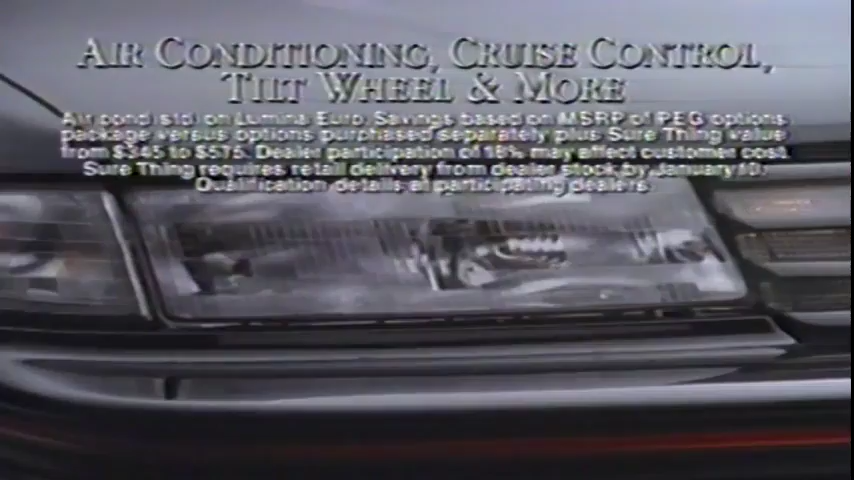 AIR CONDITIONING, CRUISE CONTROL,
TILT WHEEL & MORE
Air cond. std. on Lumina Euro. Savings based on MSRP of PEG options
package versus options purchased separately plus Sure Thing value
from $345 to $575. Dealer participation of 18% may affect customer cost.
Sure Thing requires retail delivery from dealer stock by January 10.
Qualification details at participating dealers.